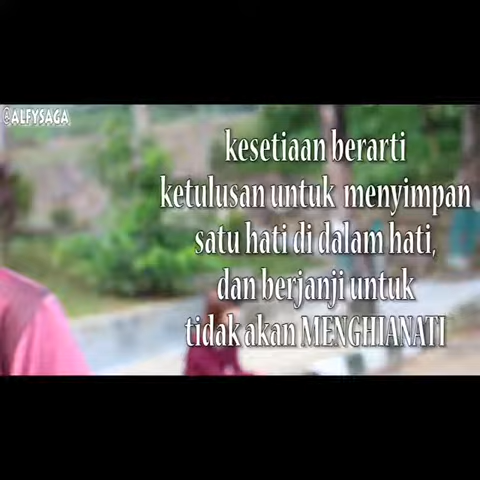 @ALFYSAGA
kesetiaan berarti
ketulusan untuk menyimpan
satu hati di dalam hati,
dan berjanji untuk
tidak akan MENGHIANATI